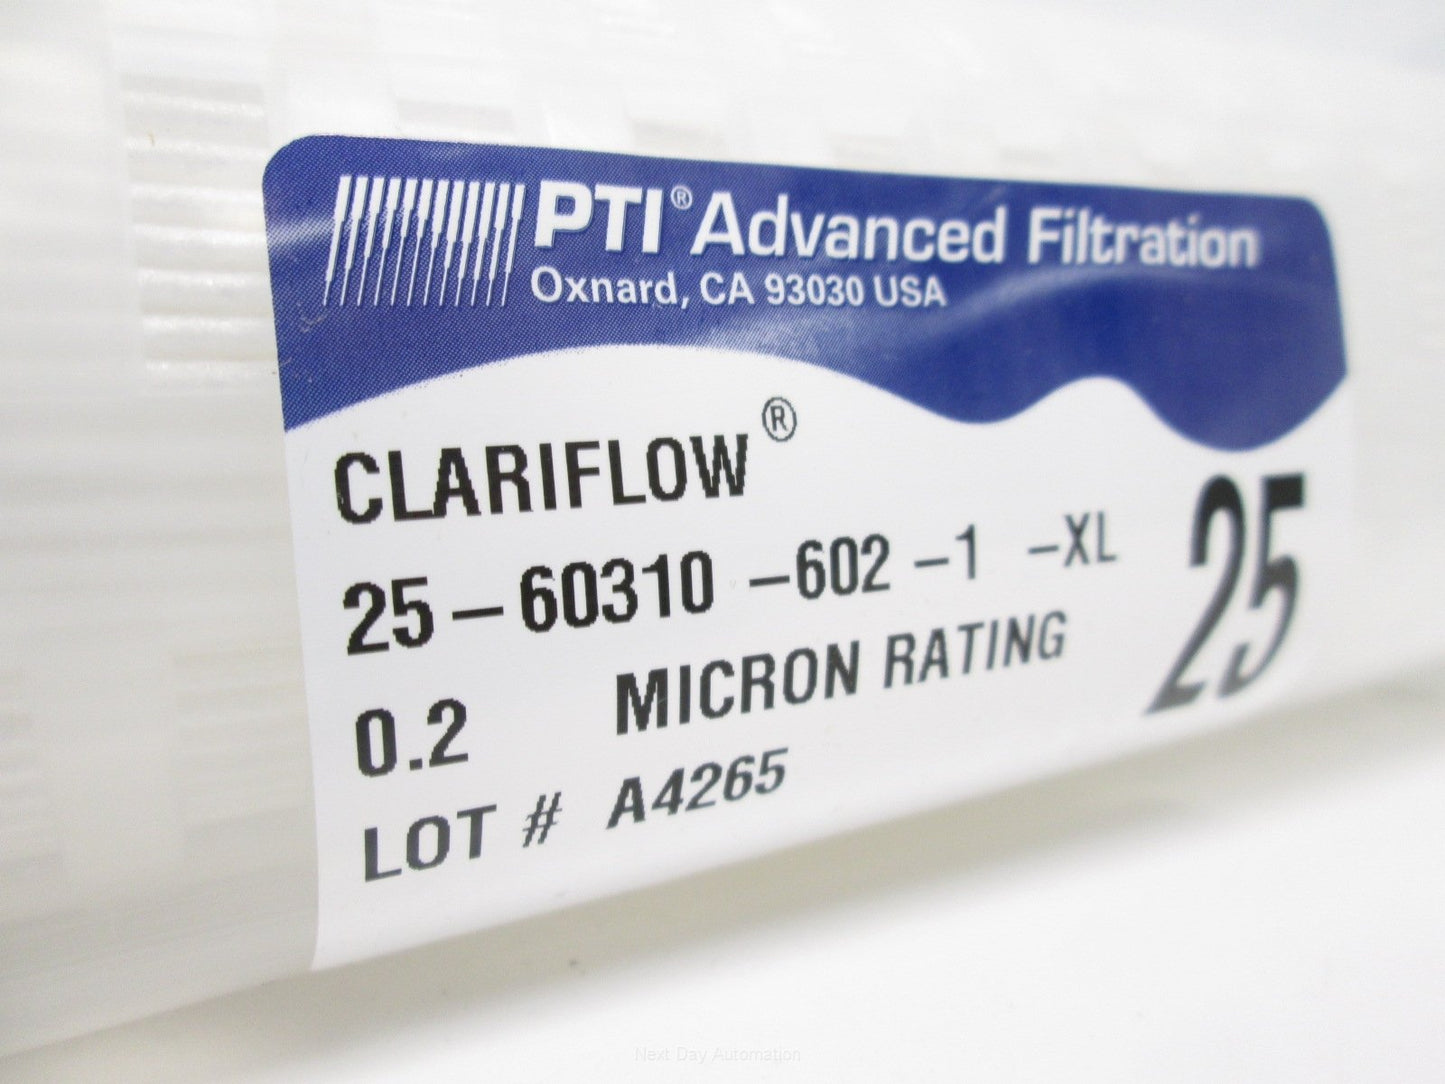 PTI® Advanced Filtration
Oxnard, CA 93030 USA
CLARIFLOW®
25-60310 -602 -1 -XL
25
0.2 MICRON RATING
LOT # A4265
Next Day Automation